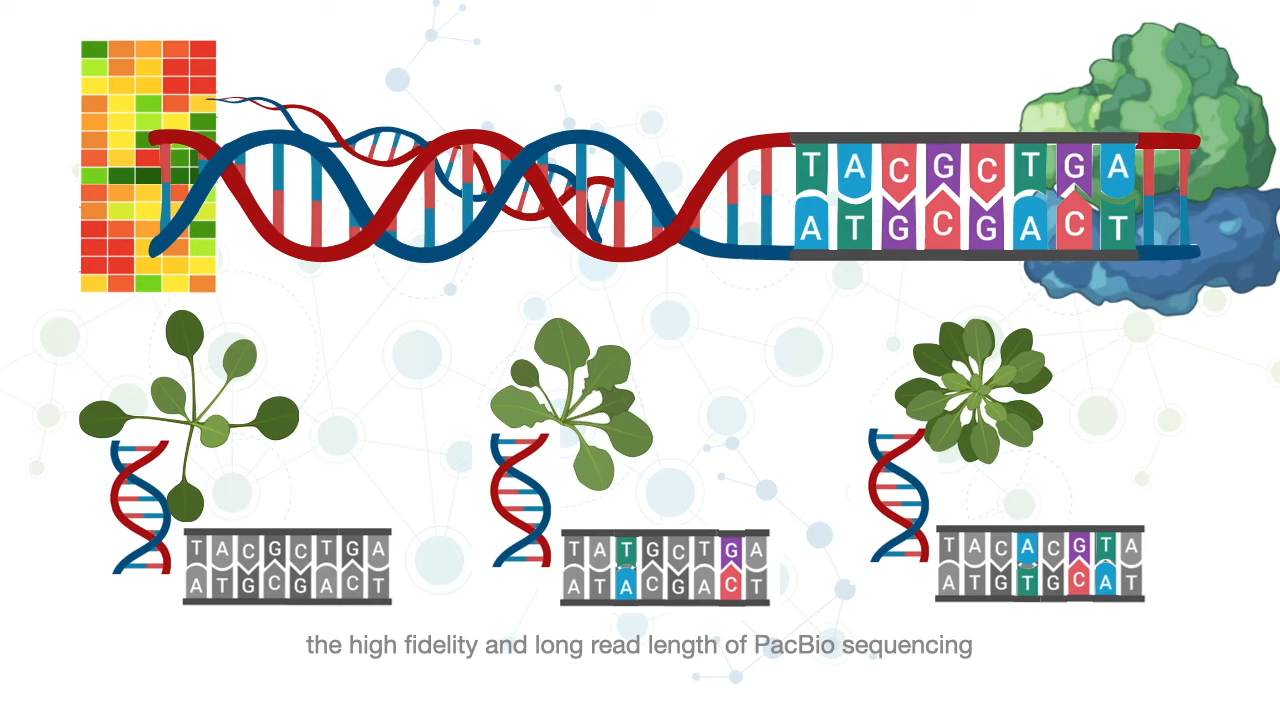 TACGCTGA
ATGCGACT
TACGCTGA
ATGCGACT
TATGCTGA
ATACGACT
TACACGTA
ATGTGCAT
the high fidelity and long read length of PacBio sequencing